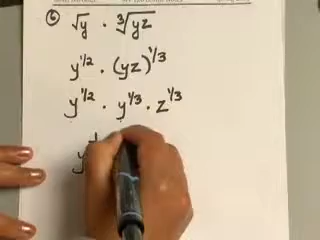 ⑥ √y · ∛yz
y^1/2 · (yz)^1/3
y^1/2 · y^1/3 · z^1/3
y